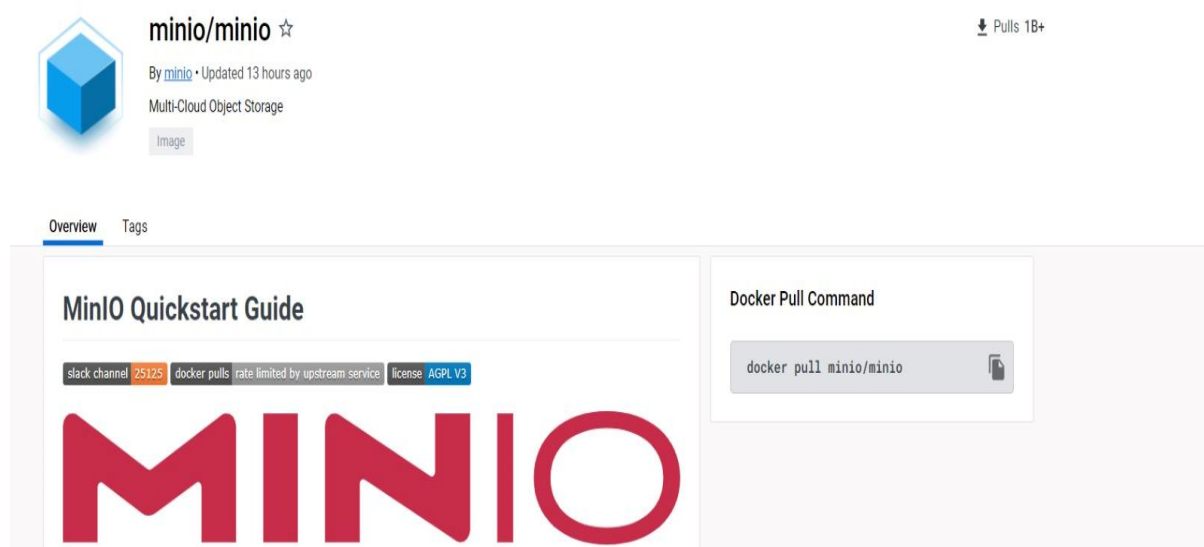 minio/minio ☆
Pulls 1B+
By minio • Updated 13 hours ago
Multi-Cloud Object Storage
Image
Overview Tags
MinIO Quickstart Guide
slack channel 25125 docker pulls rate limited by upstream service license AGPL V3
MINIO
Docker Pull Command
docker pull minio/minio